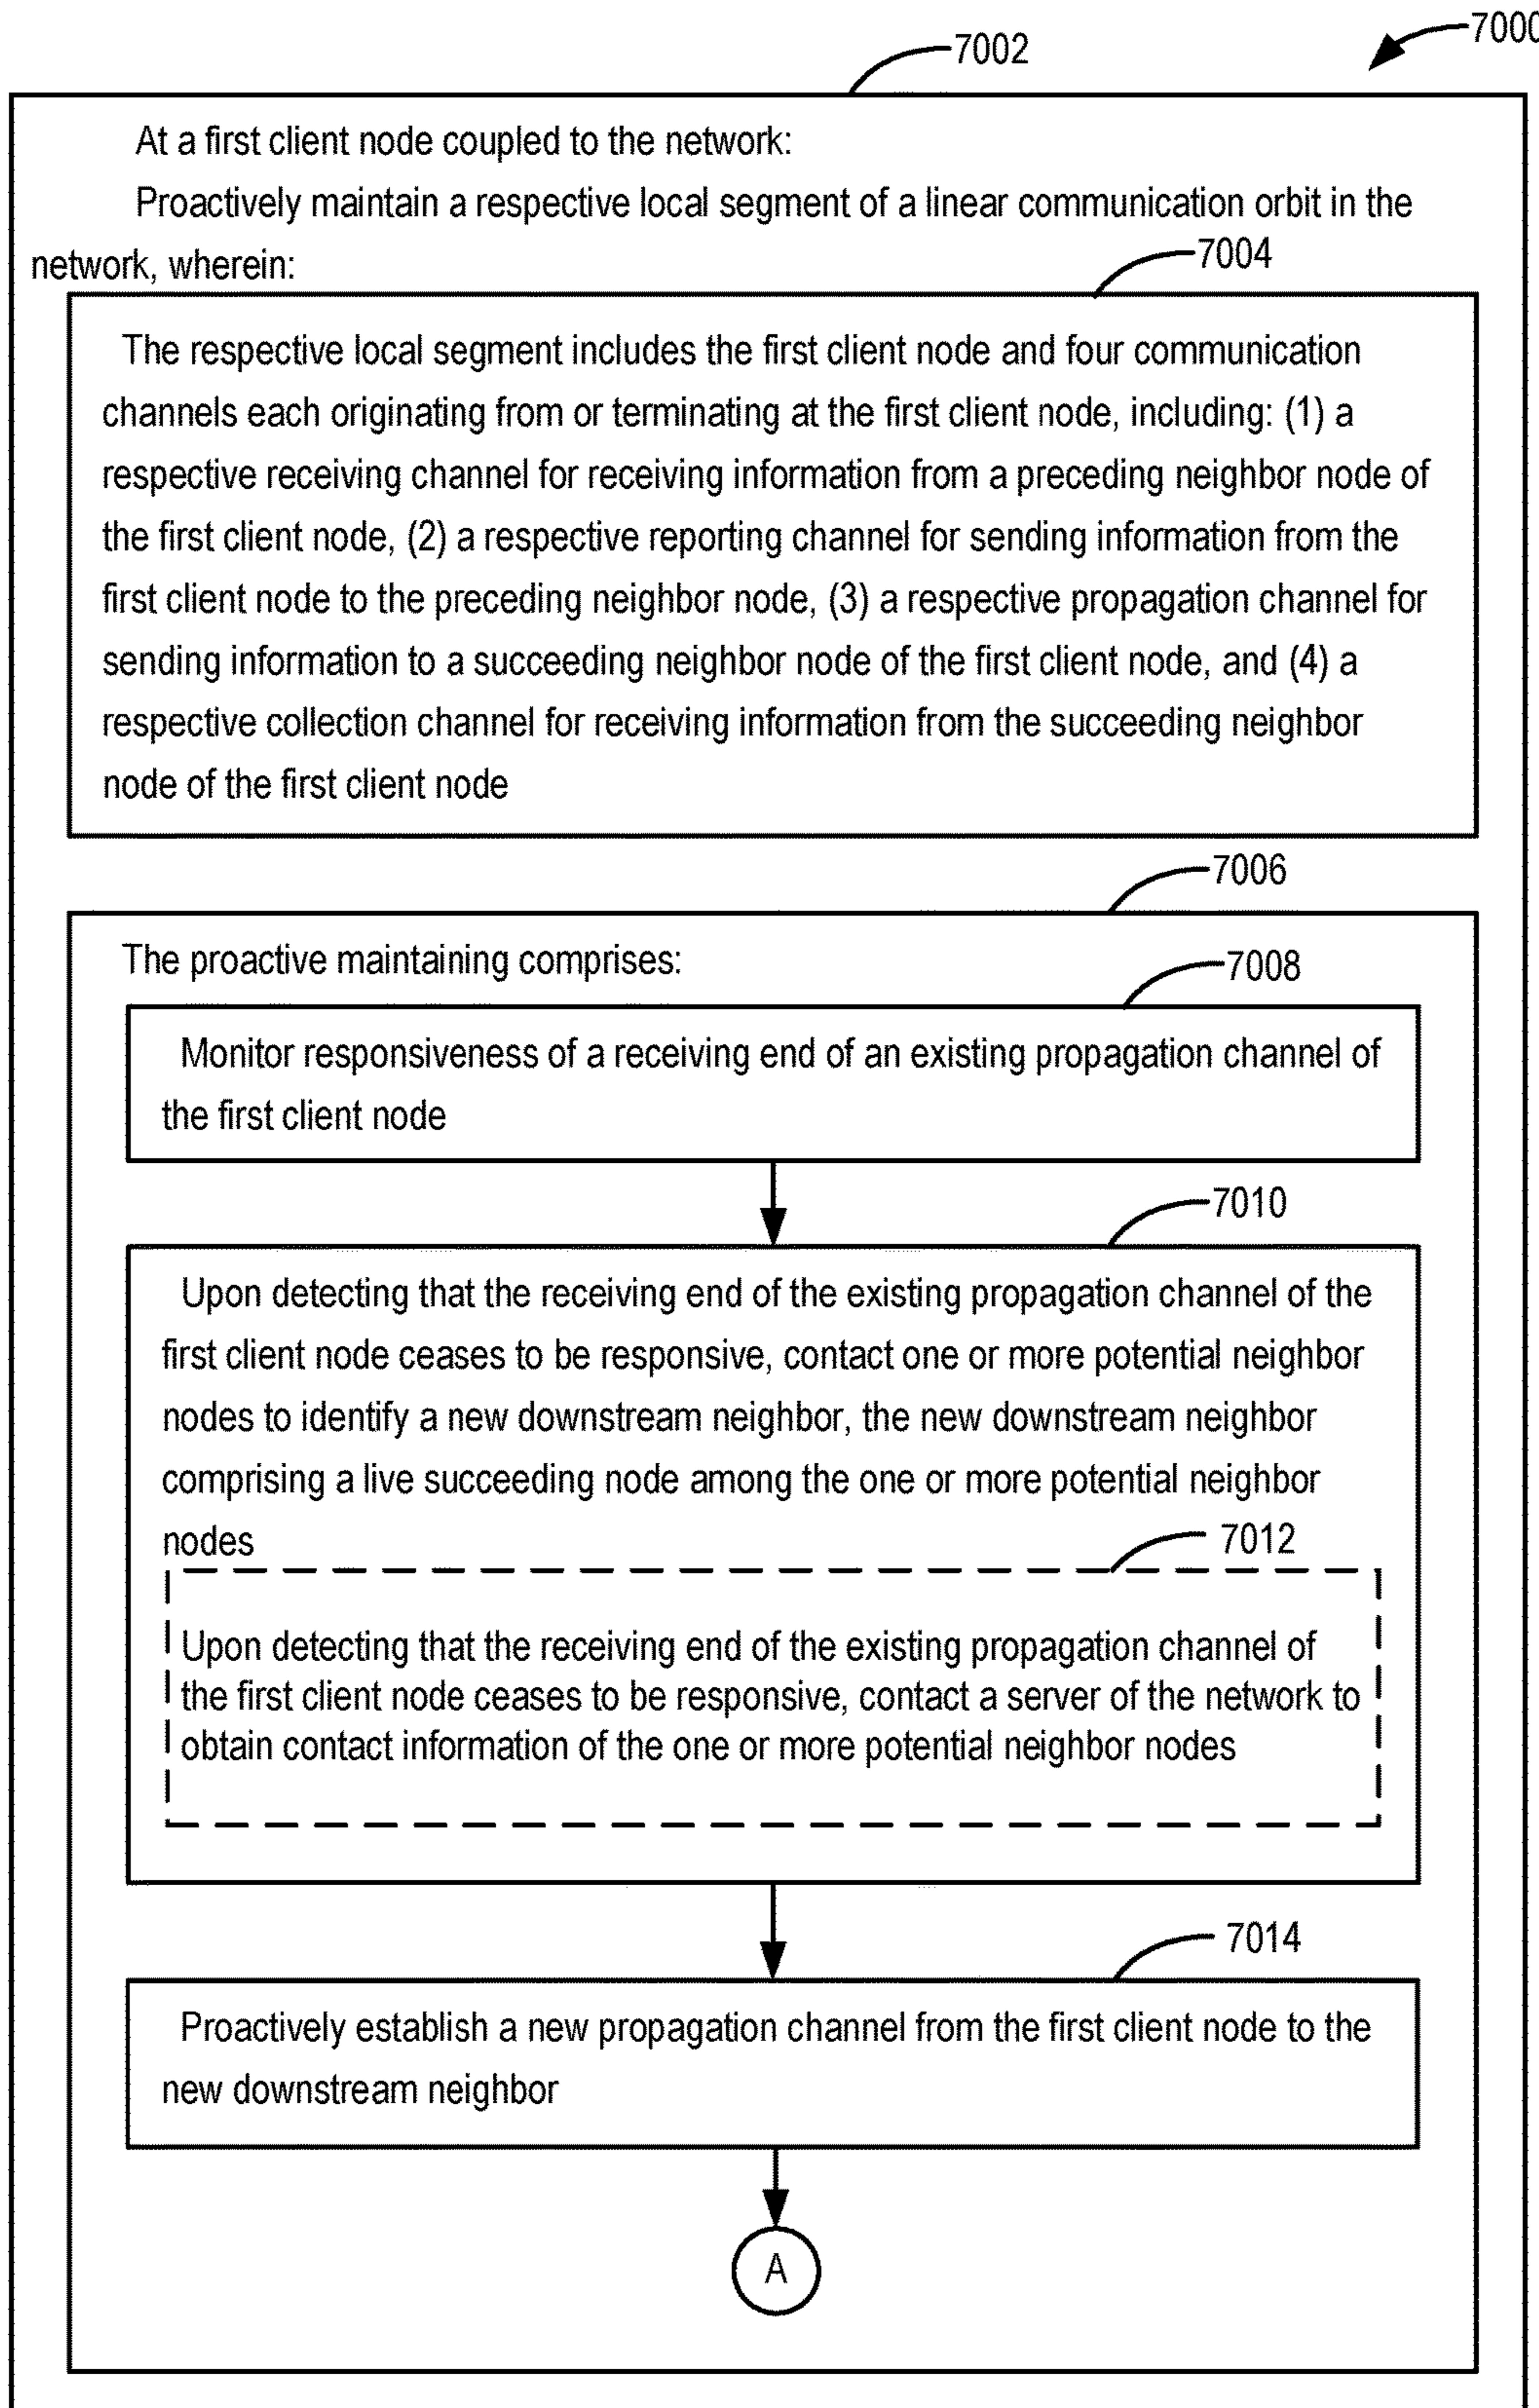 7000
7002
At a first client node coupled to the network:
Proactively maintain a respective local segment of a linear communication orbit in the
network, wherein:
7004
The respective local segment includes the first client node and four communication
channels each originating from or terminating at the first client node, including: (1) a
respective receiving channel for receiving information from a preceding neighbor node of
the first client node, (2) a respective reporting channel for sending information from the
first client node to the preceding neighbor node, (3) a respective propagation channel for
sending information to a succeeding neighbor node of the first client node, and (4) a
respective collection channel for receiving information from the succeeding neighbor
node of the first client node
7006
The proactive maintaining comprises:
7008
Monitor responsiveness of a receiving end of an existing propagation channel of
the first client node
7010
Upon detecting that the receiving end of the existing propagation channel of the
first client node ceases to be responsive, contact one or more potential neighbor
nodes to identify a new downstream neighbor, the new downstream neighbor
comprising a live succeeding node among the one or more potential neighbor
nodes
7012
Upon detecting that the receiving end of the existing propagation channel of
the first client node ceases to be responsive, contact a server of the network to
obtain contact information of the one or more potential neighbor nodes
7014
Proactively establish a new propagation channel from the first client node to the
new downstream neighbor
A